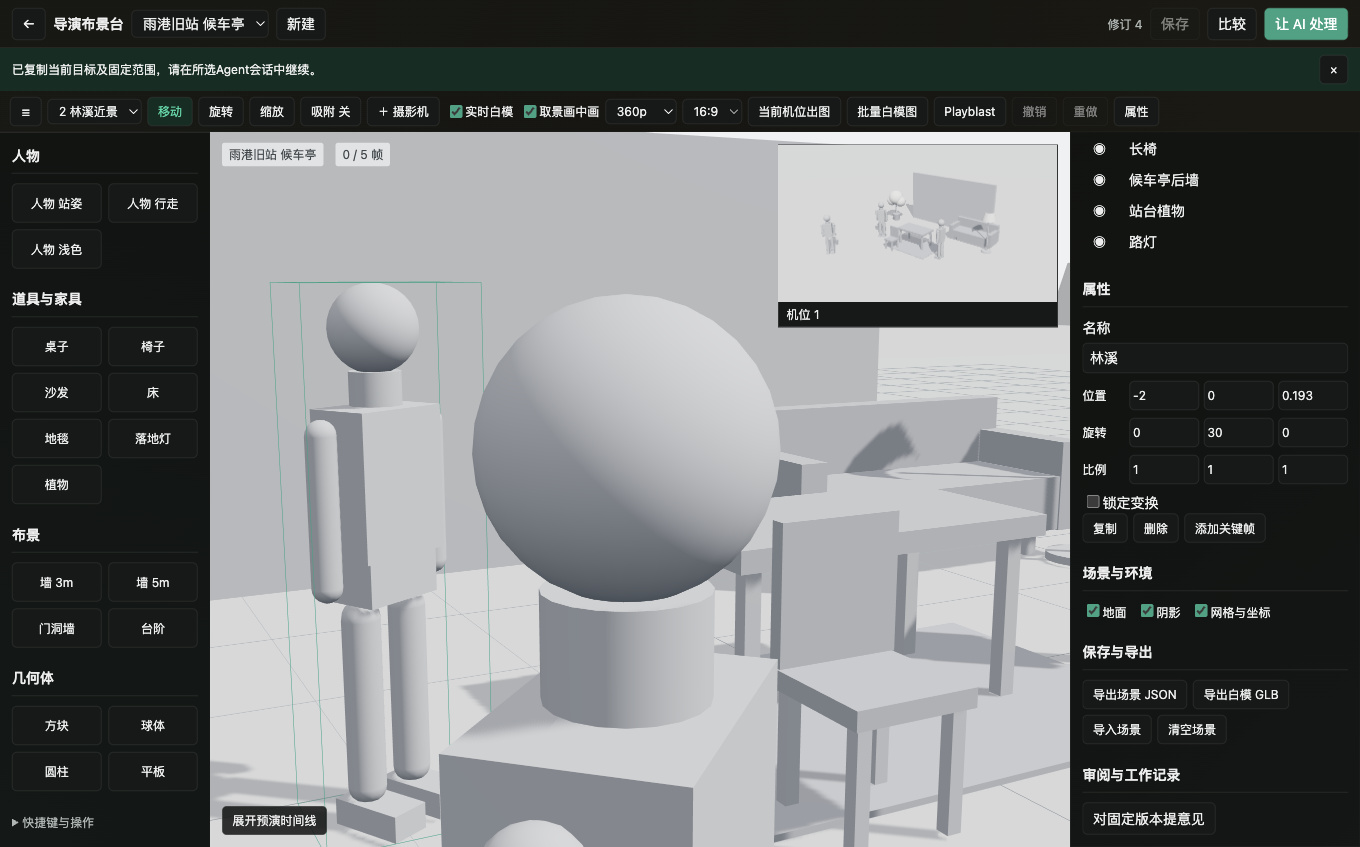 ← 导演布景台 雨港旧站 候车亭 新建 修订 4 保存 比较 让 AI 处理
已复制当前目标及固定范围，请在所选Agent会话中继续。 ×
≡ 2 林溪近景 移动 旋转 缩放 吸附 关 + 摄影机 实时白模 取景画中画 360p 16:9 当前机位出图 批量白模图 Playblast 撤销 重做 属性
人物
人物 站姿 人物 行走
人物 浅色
道具与家具
桌子 椅子
沙发 床
地毯 落地灯
植物
布景
墙 3m 墙 5m
门洞墙 台阶
几何体
方块 球体
圆柱 平板
快捷键与操作
雨港旧站 候车亭 0 / 5 帧
机位 1
展开预演时间线
长椅
候车亭后墙
站台植物
路灯
属性
名称
林溪
位置 -2 0 0.193
旋转 0 30 0
比例 1 1 1
锁定变换
复制 删除 添加关键帧
场景与环境
地面 阴影 网格与坐标
保存与导出
导出场景 JSON 导出白模 GLB
导入场景 清空场景
审阅与工作记录
对固定版本提意见